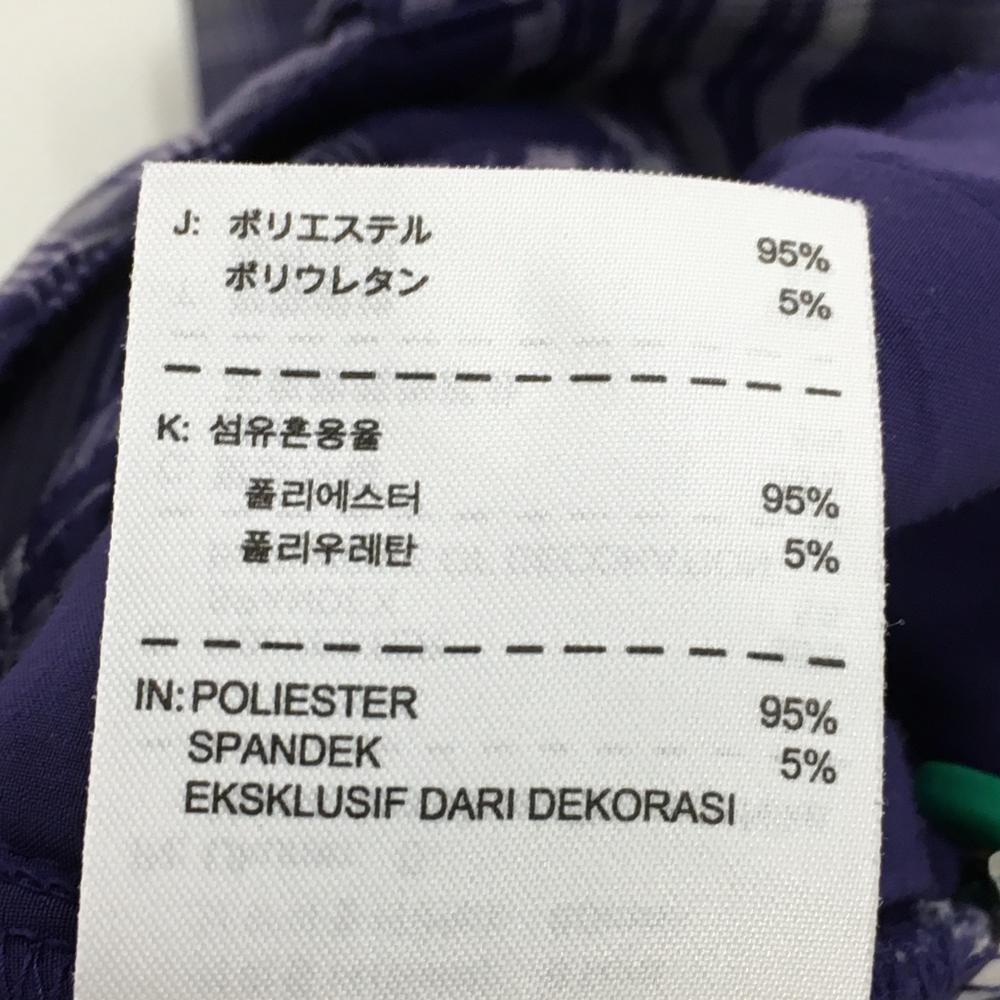 J: ポリエステル 95%
ポリウレタン 5%
K: 섬유혼용율
폴리에스터 95%
폴리우레탄 5%
IN: POLIESTER 95%
SPANDEK 5%
EKSKLUSIF DARI DEKORASI